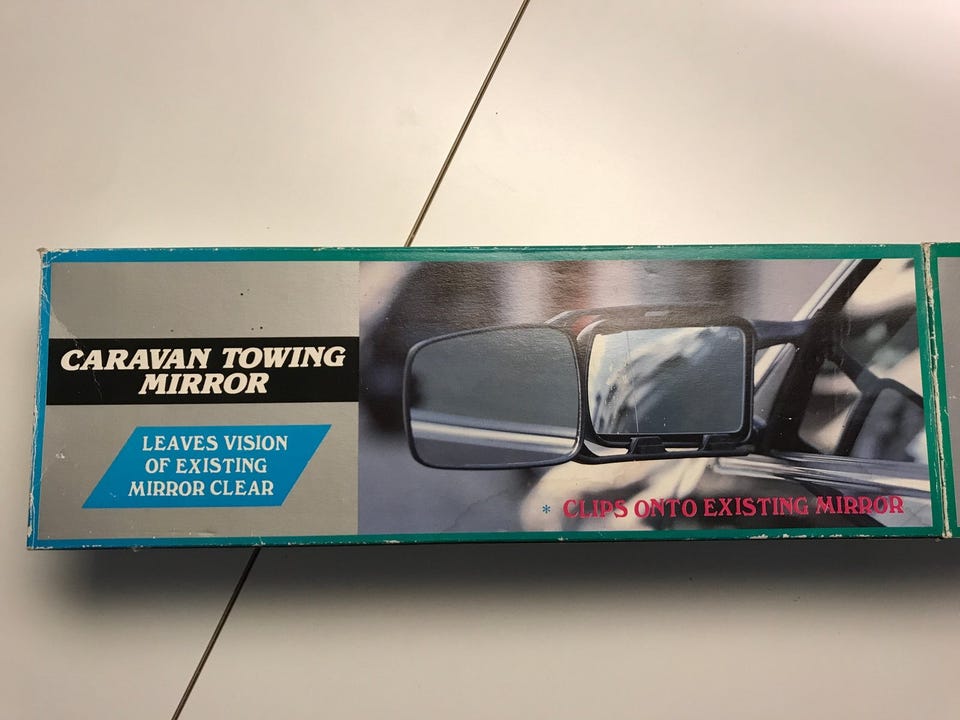 CARAVAN TOWING
MIRROR
LEAVES VISION
OF EXISTING
MIRROR CLEAR
* CLIPS ONTO EXISTING MIRROR